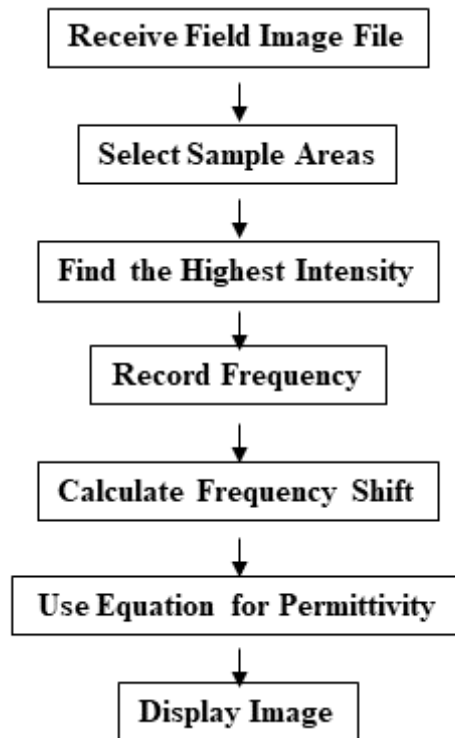 Receive Field Image File
Select Sample Areas
Find the Highest Intensity
Record Frequency
Calculate Frequency Shift
Use Equation for Permittivity
Display Image